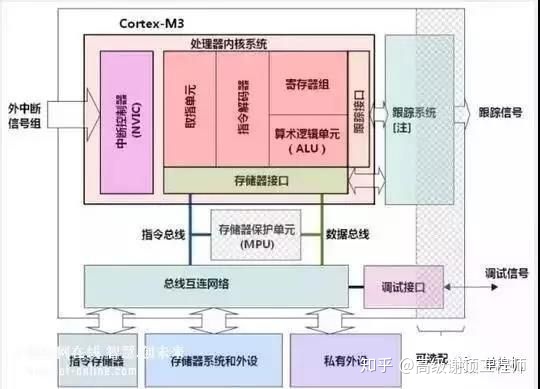 Cortex-M3
处理器内核系统
外中断
信号组
中断控制器
(NVIC)
取指单元
指令解码器
寄存器组
算术逻辑单元
(ALU)
跟踪接口
存储器接口
跟踪系统
[注]
跟踪信号
指令总线
存储器保护单元
(MPU)
数据总线
总线互连网络
调试接口
调试信号
指令存储器
存储器系统和外设
私有外设
可选配
知乎 @高级谢顶工程师